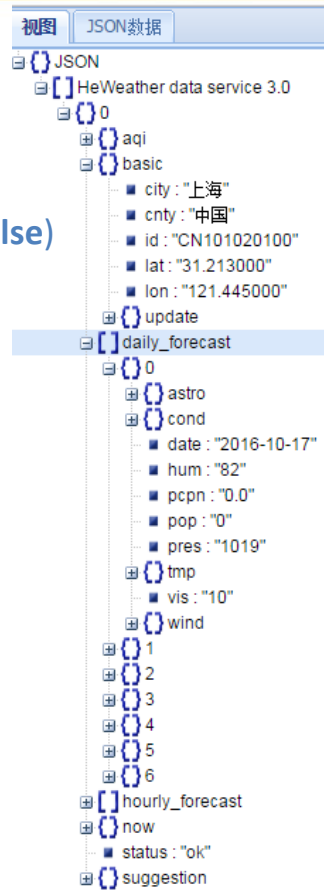 视图 JSON数据
JSON
HeWeather data service 3.0
0
aqi
basic
city : "上海"
cnty : "中国"
lse)
id : "CN101020100"
lat : "31.213000"
lon : "121.445000"
update
daily_forecast
0
astro
cond
date : "2016-10-17"
hum : "82"
pcpn : "0.0"
pop : "0"
pres : "1019"
tmp
vis : "10"
wind
1
2
3
4
5
6
hourly_forecast
now
status : "ok"
suggestion